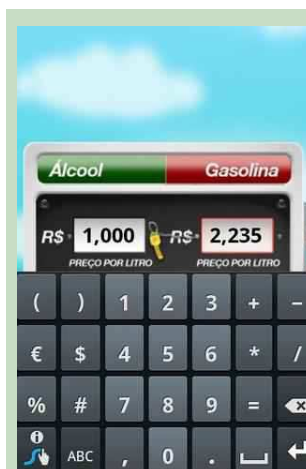 Álcool Gasolina
R$ 1,000 R$ 2,235
PREÇO POR LITRO PREÇO POR LITRO
( ) 1 2 3 + -
€ $ 4 5 6 * /
% # 7 8 9 =
ABC , 0 .